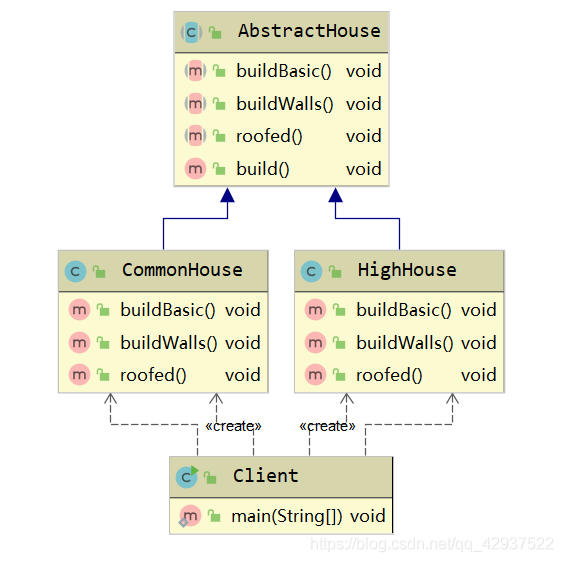 AbstractHouse
buildBasic() void
buildWalls() void
roofed() void
build() void
CommonHouse
buildBasic() void
buildWalls() void
roofed() void
HighHouse
buildBasic() void
buildWalls() void
roofed() void
«create»
«create»
Client
main(String[]) void
https://blog.csdn.net/qq_42937522